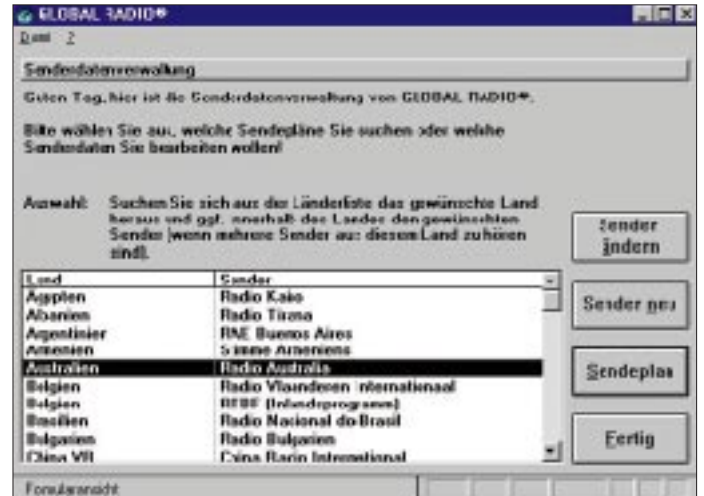 GLOBAL RADIO®
Datei ?
Senderdatenverwaltung
Guten Tag, hier ist die Senderdatenverwaltung von GLOBAL RADIO®.
Bitte wählen Sie aus, welche Sendepläne Sie suchen oder welche
Senderdaten Sie bearbeiten wollen!
Auswahl: Suchen Sie sich aus der Länderliste das gewünschte Land
heraus und ggf. innerhalb des Landes den gewünschten
Sender (wenn mehrere Sender aus diesem Land zu hören
sind).
Sender
ändern
Land Sender
Ägypten Radio Kairo
Albanien Radio Tirana
Sender neu
Argentinien RAE Buenos Aires
Armenien Stimme Armeniens
Australien Radio Australia
Sendeplan
Belgien Radio Vlaanderen Internationaal
Belgien RTBF (Inlandsprogramm)
Brasilien Radio Nacional do Brasil
Bulgarien Radio Bulgarien
Fertig
China VR China Radio International
Formularansicht